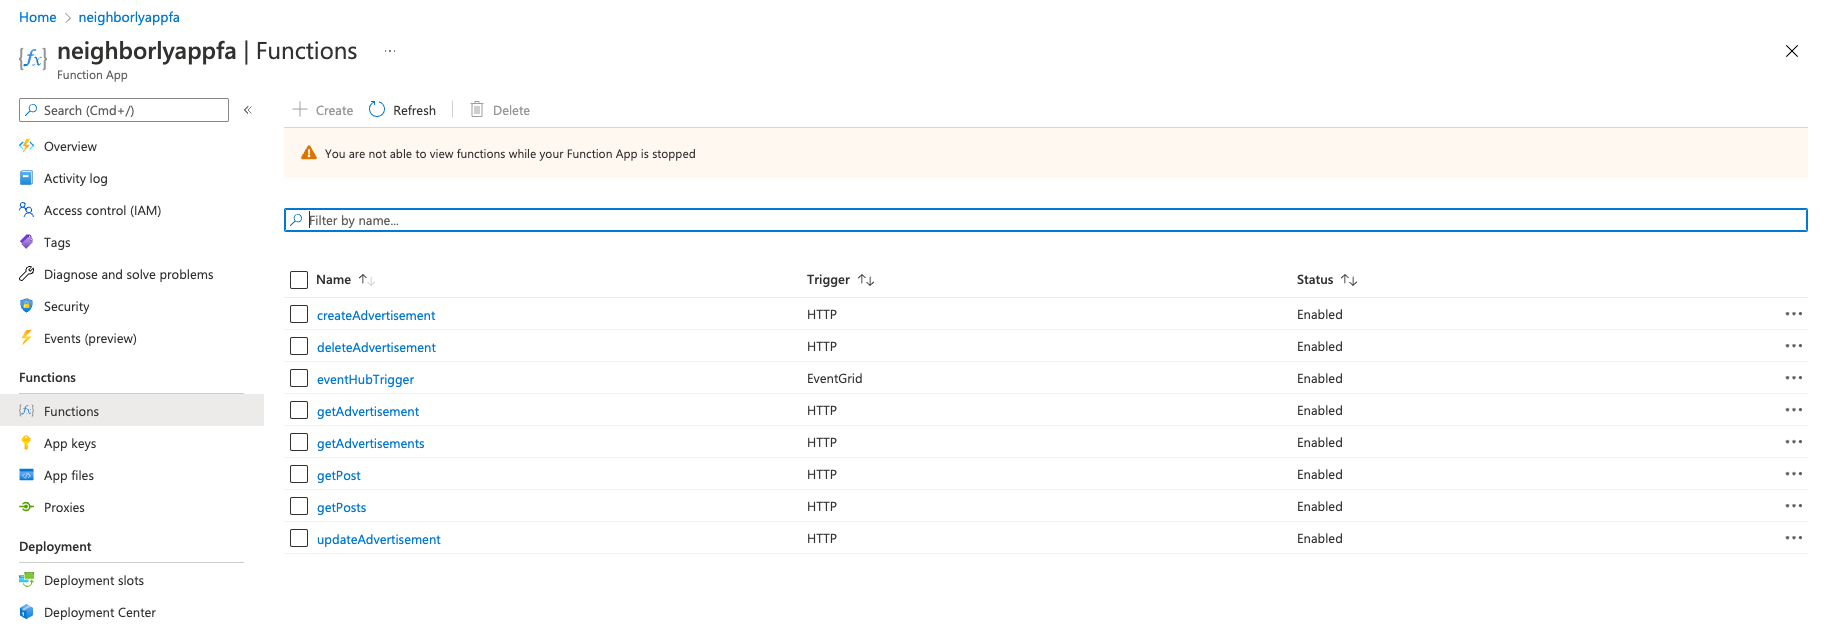 Home > neighborlyappfa
neighborlyappfa | Functions ...
Function App
Search (Cmd+/) «
Create Refresh Delete
You are not able to view functions while your Function App is stopped
Filter by name...
Overview
Activity log
Access control (IAM)
Tags
Diagnose and solve problems
Security
Events (preview)
Functions
Functions
App keys
App files
Proxies
Deployment
Deployment slots
Deployment Center
Name ↑↓ Trigger ↑↓ Status ↑↓
createAdvertisement HTTP Enabled ...
deleteAdvertisement HTTP Enabled ...
eventHubTrigger EventGrid Enabled ...
getAdvertisement HTTP Enabled ...
getAdvertisements HTTP Enabled ...
getPost HTTP Enabled ...
getPosts HTTP Enabled ...
updateAdvertisement HTTP Enabled ...